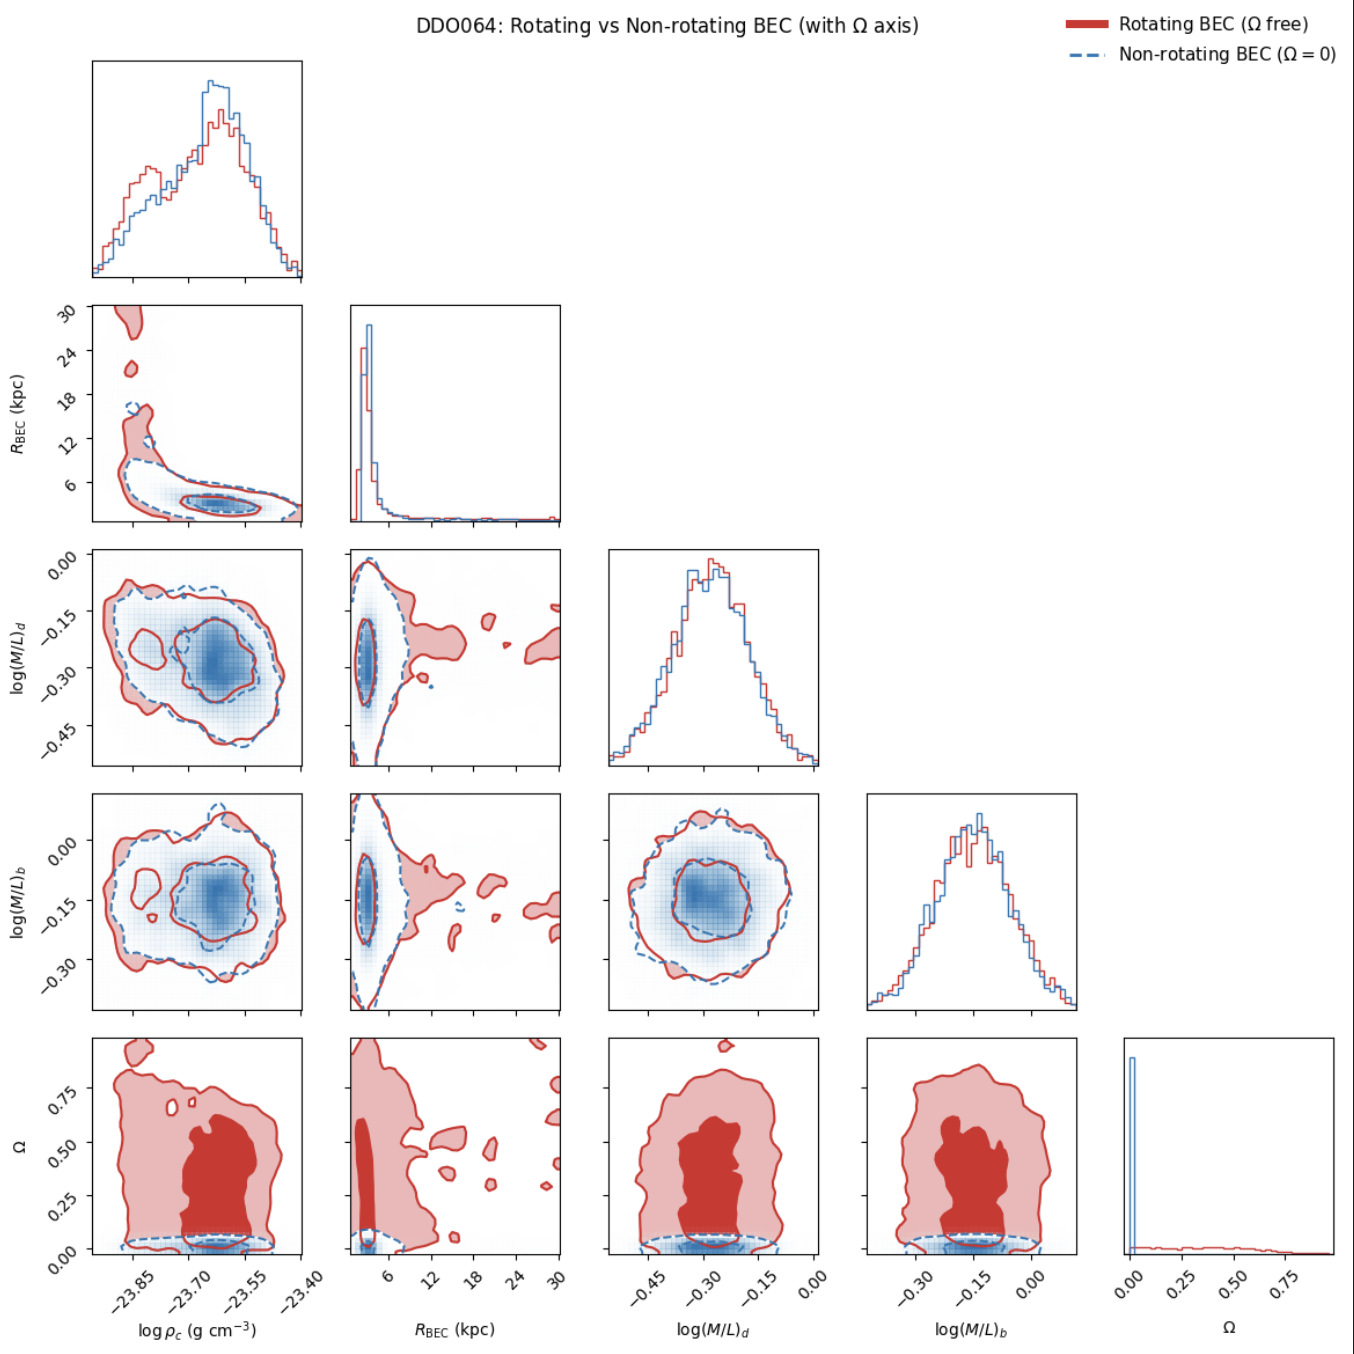 DDO064: Rotating vs Non-rotating BEC (with Ω axis)
Rotating BEC (Ω free)
Non-rotating BEC (Ω = 0)
30
24
18
12
6
R_BEC (kpc)
0.00
−0.15
−0.30
−0.45
log(M/L)_d
0.00
−0.15
−0.30
log(M/L)_b
0.75
0.50
0.25
0.00
Ω
−23.85 −23.70 −23.55 −23.40
6 12 18 24 30
−0.45 −0.30 −0.15 0.00
−0.30 −0.15 0.00
0.00 0.25 0.50 0.75
log ρ_c (g cm⁻³)
R_BEC (kpc)
log(M/L)_d
log(M/L)_b
Ω